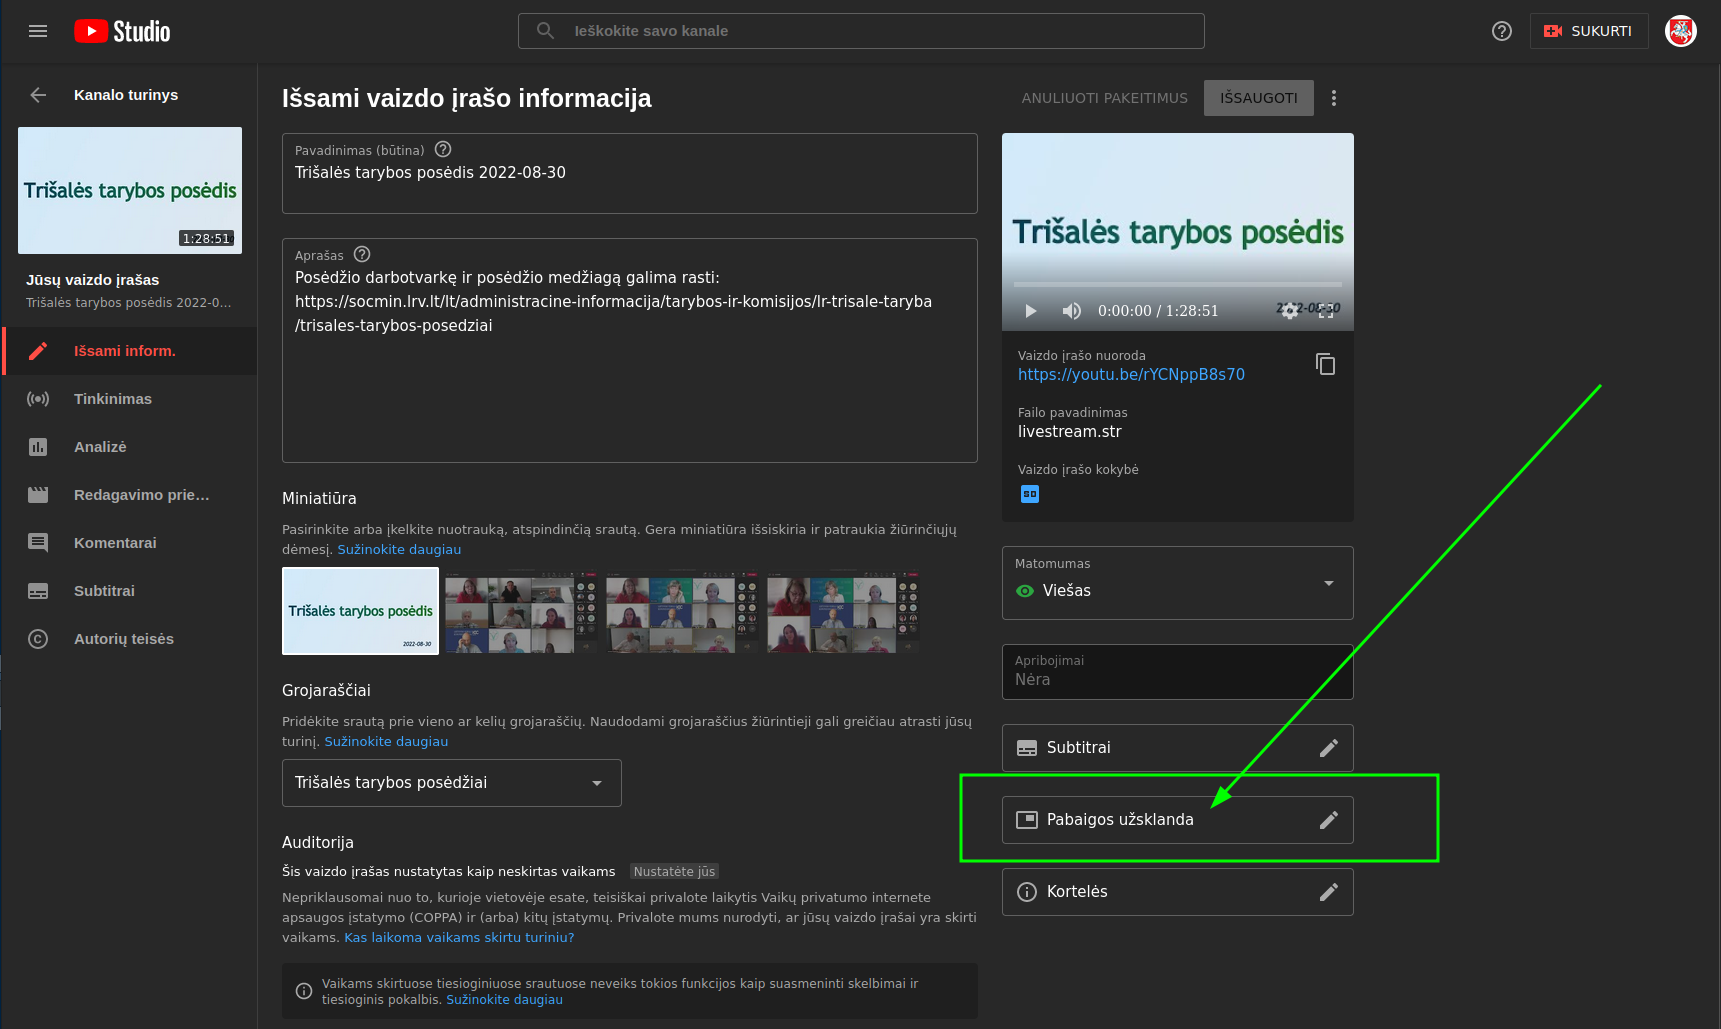 Studio
Ieškokite savo kanale
SUKURTI
Kanalo turinys
Trišalės tarybos posėdis
1:28:51
Jūsų vaizdo įrašas
Trišalės tarybos posėdis 2022-0...
Išsami inform.
Tinkinimas
Analizė
Redagavimo prie...
Komentarai
Subtitrai
Autorių teisės
Išsami vaizdo įrašo informacija
ANULIUOTI PAKEITIMUS
IŠSAUGOTI
Pavadinimas (būtina)
Trišalės tarybos posėdis 2022-08-30
Aprašas
Posėdžio darbotvarkę ir posėdžio medžiagą galima rasti:
https://socmin.lrv.lt/lt/administracine-informacija/tarybos-ir-komisijos/lr-trisale-taryba
/trisales-tarybos-posedziai
Miniatiūra
Pasirinkite arba įkelkite nuotrauką, atspindinčią srautą. Gera miniatiūra išsiskiria ir patraukia žiūrinčiųjų
dėmesį. Sužinokite daugiau
Trišalės tarybos posėdis
2022-08-30
Grojaraščiai
Pridėkite srautą prie vieno ar kelių grojaraščių. Naudodami grojaraščius žiūrintieji gali greičiau atrasti jūsų
turinį. Sužinokite daugiau
Trišalės tarybos posėdžiai
Auditorija
Šis vaizdo įrašas nustatytas kaip neskirtas vaikams Nustatėte jūs
Nepriklausomai nuo to, kurioje vietovėje esate, teisiškai privalote laikytis Vaikų privatumo internete
apsaugos įstatymo (COPPA) ir (arba) kitų įstatymų. Privalote mums nurodyti, ar jūsų vaizdo įrašai yra skirti
vaikams. Kas laikoma vaikams skirtu turiniu?
Vaikams skirtuose tiesioginiuose srautuose neveiks tokios funkcijos kaip suasmeninti skelbimai ir
tiesioginis pokalbis. Sužinokite daugiau
Trišalės tarybos posėdis
2022-08-30
0:00:00 / 1:28:51
Vaizdo įrašo nuoroda
https://youtu.be/rYCNppB8s70
Failo pavadinimas
livestream.str
Vaizdo įrašo kokybė
SD
Matomumas
Viešas
Apribojimai
Nėra
Subtitrai
Pabaigos užsklanda
Kortelės